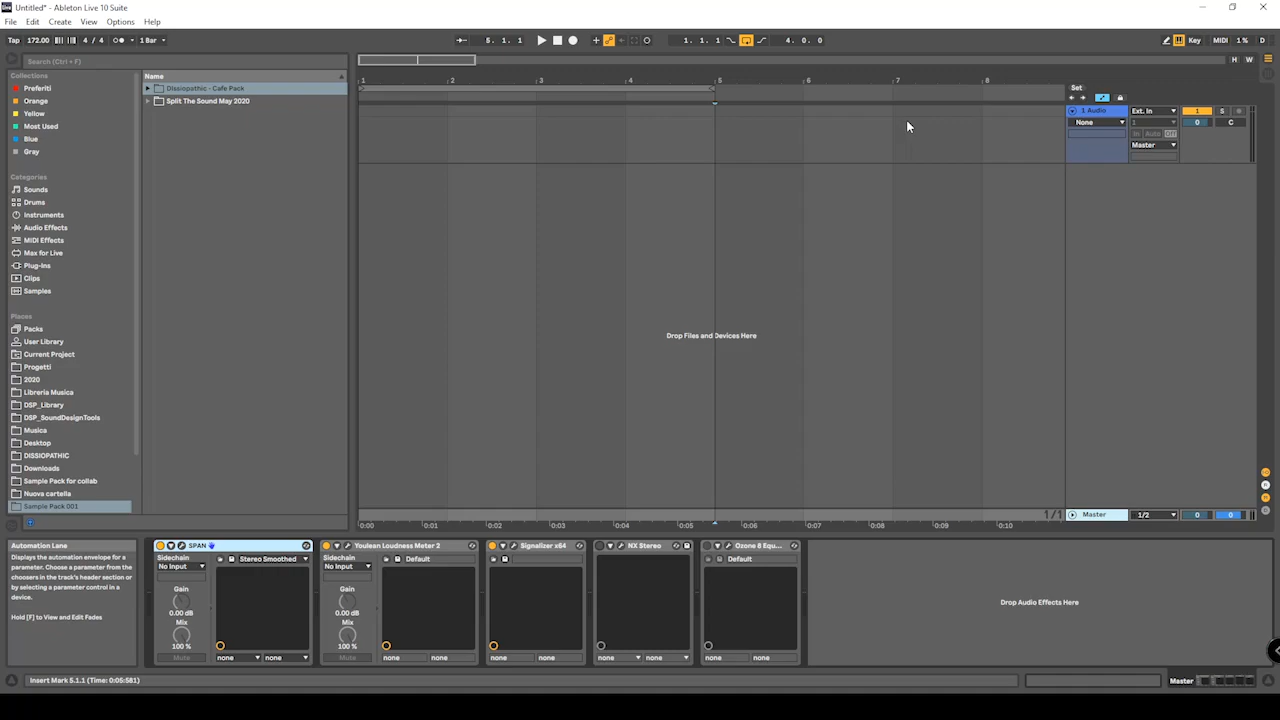 Untitled* - Ableton Live 10 Suite
File Edit Create View Options Help
Tap 172.00 4 / 4 1 Bar 5. 1. 1 1. 1. 1 4. 0. 0 Key MIDI 1 % D
Search (Ctrl + F)
H W
Collections
Preferiti
Orange
Yellow
Most Used
Blue
Gray
Categories
Sounds
Drums
Instruments
Audio Effects
MIDI Effects
Max for Live
Plug-Ins
Clips
Samples
Places
Packs
User Library
Current Project
Progetti
2020
Libreria Musica
DSP_Library
DSP_SoundDesignTools
Musica
Desktop
DISSIOPATHIC
Downloads
Sample Pack for collab
Nuova cartella
Sample Pack 001
Name
Dissiopathic - Cafe Pack
Split The Sound May 2020
1 2 3 4 5 6 7 8
Set
1 Audio Ext. In 1 S
None 1 0 C
In Auto Off
Master
Drop Files and Devices Here
1/1
Master 1/2 0 0
0:00 0:01 0:02 0:03 0:04 0:05 0:06 0:07 0:08 0:09 0:10
Automation Lane
Displays the automation envelope for a
parameter. Choose a parameter from the
choosers in the track's header section or
by selecting a parameter control in a
device.
Hold [F] to View and Edit Fades
SPAN
Sidechain
No Input
Stereo Smoothed
Gain
0.00 dB
Mix
100 %
Mute
none none
Youlean Loudness Meter 2
Sidechain
No Input
Default
Gain
0.00 dB
Mix
100 %
Mute
none none
Signalizer x64
none none
NX Stereo
none none
Ozone 8 Equ...
Default
none none
Drop Audio Effects Here
Insert Mark 5.1.1 (Time: 0:05:581)
Master